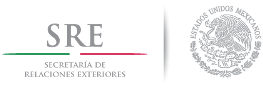 SRE
SECRETARÍA DE
RELACIONES EXTERIORES
ESTADOS UNIDOS MEXICANOS